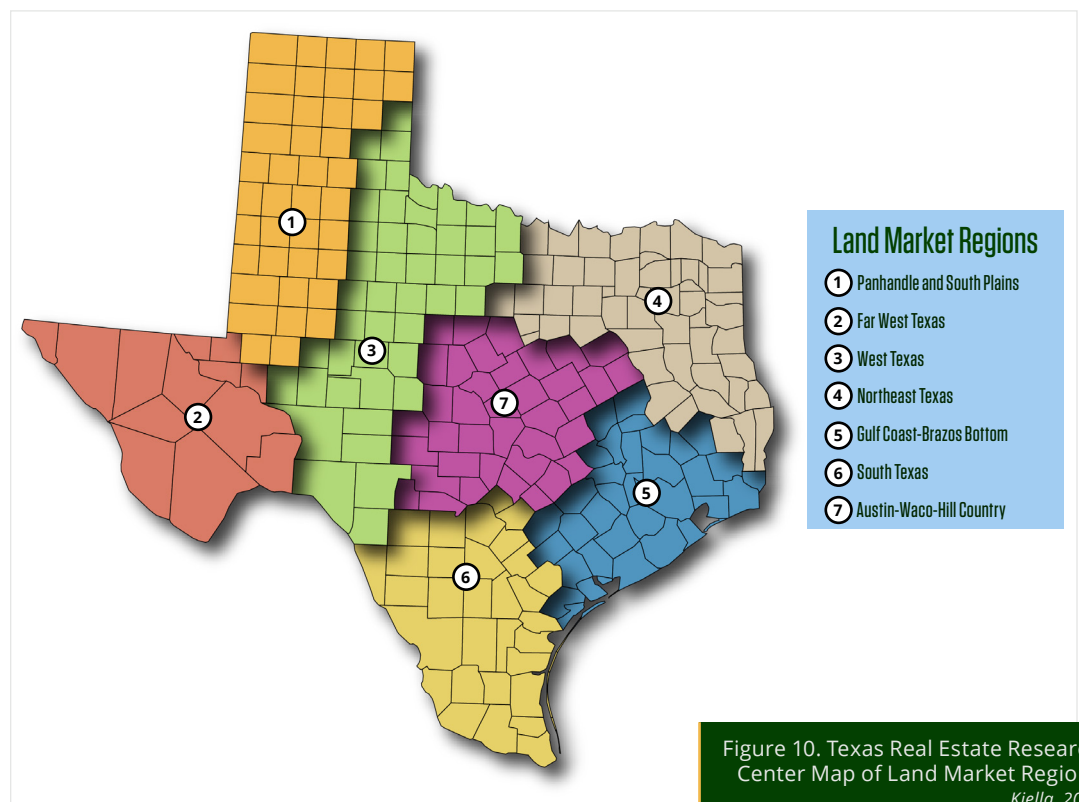 1
2
3
4
5
6
7
Land Market Regions
1 Panhandle and South Plains
2 Far West Texas
3 West Texas
4 Northeast Texas
5 Gulf Coast-Brazos Bottom
6 South Texas
7 Austin-Waco-Hill Country
Figure 10. Texas Real Estate
Center Map of Land Market
Kiella, 20